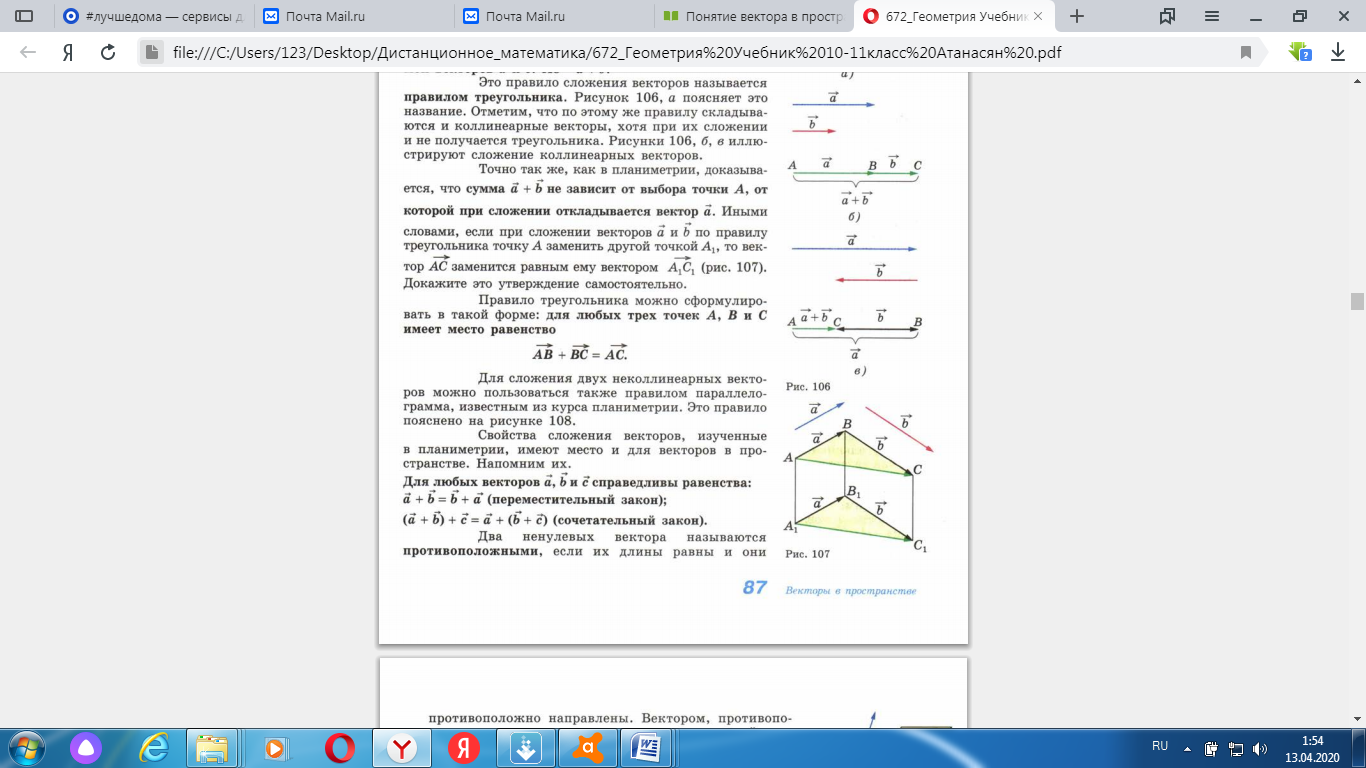 #лучшедома — сервисы д
Почта Mail.ru
Почта Mail.ru
Понятие вектора в простр
672_Геометрия Учебник
file:///C:/Users/123/Desktop/Дистанционное_математика/672_Геометрия%20Учебник%2010-11класс%20Атанасян%20.pdf
Это правило сложения векторов называется
правилом треугольника. Рисунок 106, а поясняет это
название. Отметим, что по этому же правилу складыва-
ются и коллинеарные векторы, хотя при их сложении
и не получается треугольника. Рисунки 106, б, в иллю-
стрируют сложение коллинеарных векторов.
Точно так же, как в планиметрии, доказыва-
ется, что сумма a⃗ + b⃗ не зависит от выбора точки A, от
которой при сложении откладывается вектор a⃗. Иными
словами, если при сложении векторов a⃗ и b⃗ по правилу
треугольника точку A заменить другой точкой A₁, то век-
тор AC⃗ заменится равным ему вектором A₁C₁⃗ (рис. 107).
Докажите это утверждение самостоятельно.
Правило треугольника можно сформулиро-
вать в такой форме: для любых трех точек A, B и C
имеет место равенство
AB⃗ + BC⃗ = AC⃗.
Для сложения двух неколлинеарных векто-
ров можно пользоваться также правилом параллело-
грамма, известным из курса планиметрии. Это правило
пояснено на рисунке 108.
Свойства сложения векторов, изученные
в планиметрии, имеют место и для векторов в про-
странстве. Напомним их.
Для любых векторов a⃗, b⃗ и c⃗ справедливы равенства:
a⃗ + b⃗ = b⃗ + a⃗ (переместительный закон);
(a⃗ + b⃗) + c⃗ = a⃗ + (b⃗ + c⃗) (сочетательный закон).
Два ненулевых вектора называются
противоположными, если их длины равны и они
а)
a⃗
b⃗
A a⃗ B b⃗ C
a⃗ + b⃗
б)
a⃗
b⃗
A a⃗ + b⃗ C b⃗ B
a⃗
в)
Рис. 106
a⃗ b⃗
B
a⃗ b⃗
A C
B₁
a⃗ b⃗
A₁ C₁
Рис. 107
87 Векторы в пространстве
противоположно направлены. Вектором, противопо-
RU
1:54
13.04.2020